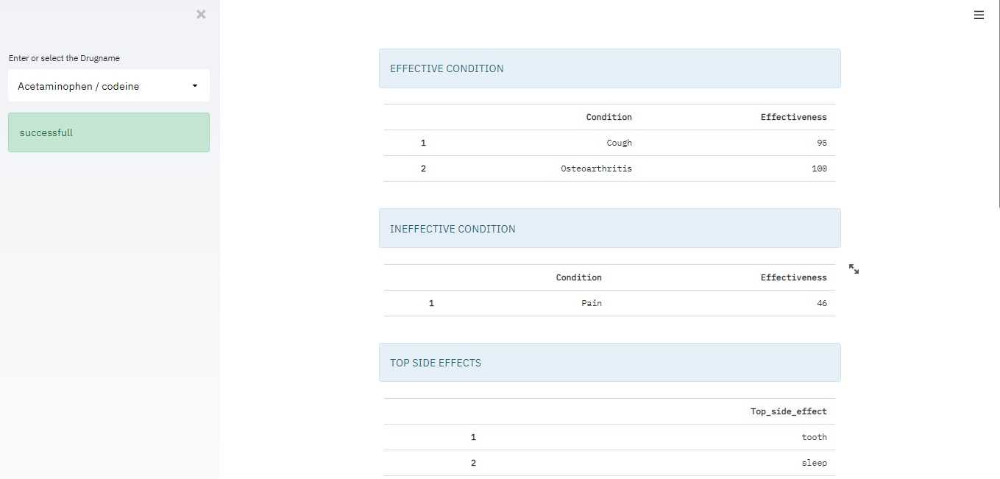 Enter or select the Drugname
Acetaminophen / codeine
successfull
EFFECTIVE CONDITION
Condition Effectiveness
1 Cough 95
2 Osteoarthritis 100
INEFFECTIVE CONDITION
Condition Effectiveness
1 Pain 46
TOP SIDE EFFECTS
Top_side_effect
1 tooth
2 sleep